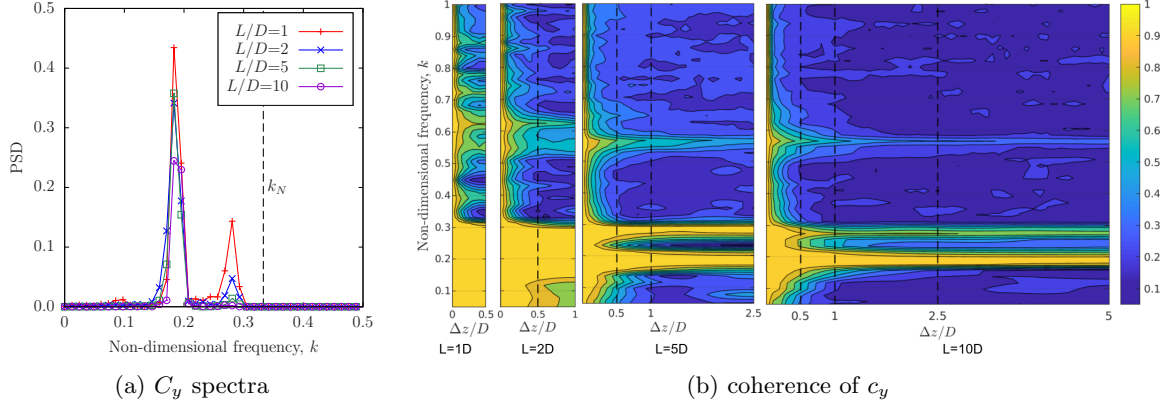 0.5
0.4
0.3
0.2
0.1
0.0
PSD
L/D=1
L/D=2
L/D=5
L/D=10
k_N
0 0.1 0.2 0.3 0.4 0.5
Non-dimensional frequency, k
(a) C_y spectra
1
0.9
0.8
0.7
0.6
0.5
0.4
0.3
0.2
0.1
Non-dimensional frequency, k
0 0.5
Δz/D
L=1D
0 0.5 1
Δz/D
L=2D
0.5 1 2.5
Δz/D
L=5D
0.5 1 2.5 5
Δz/D
L=10D
1
0.9
0.8
0.7
0.6
0.5
0.4
0.3
0.2
0.1
(b) coherence of c_y